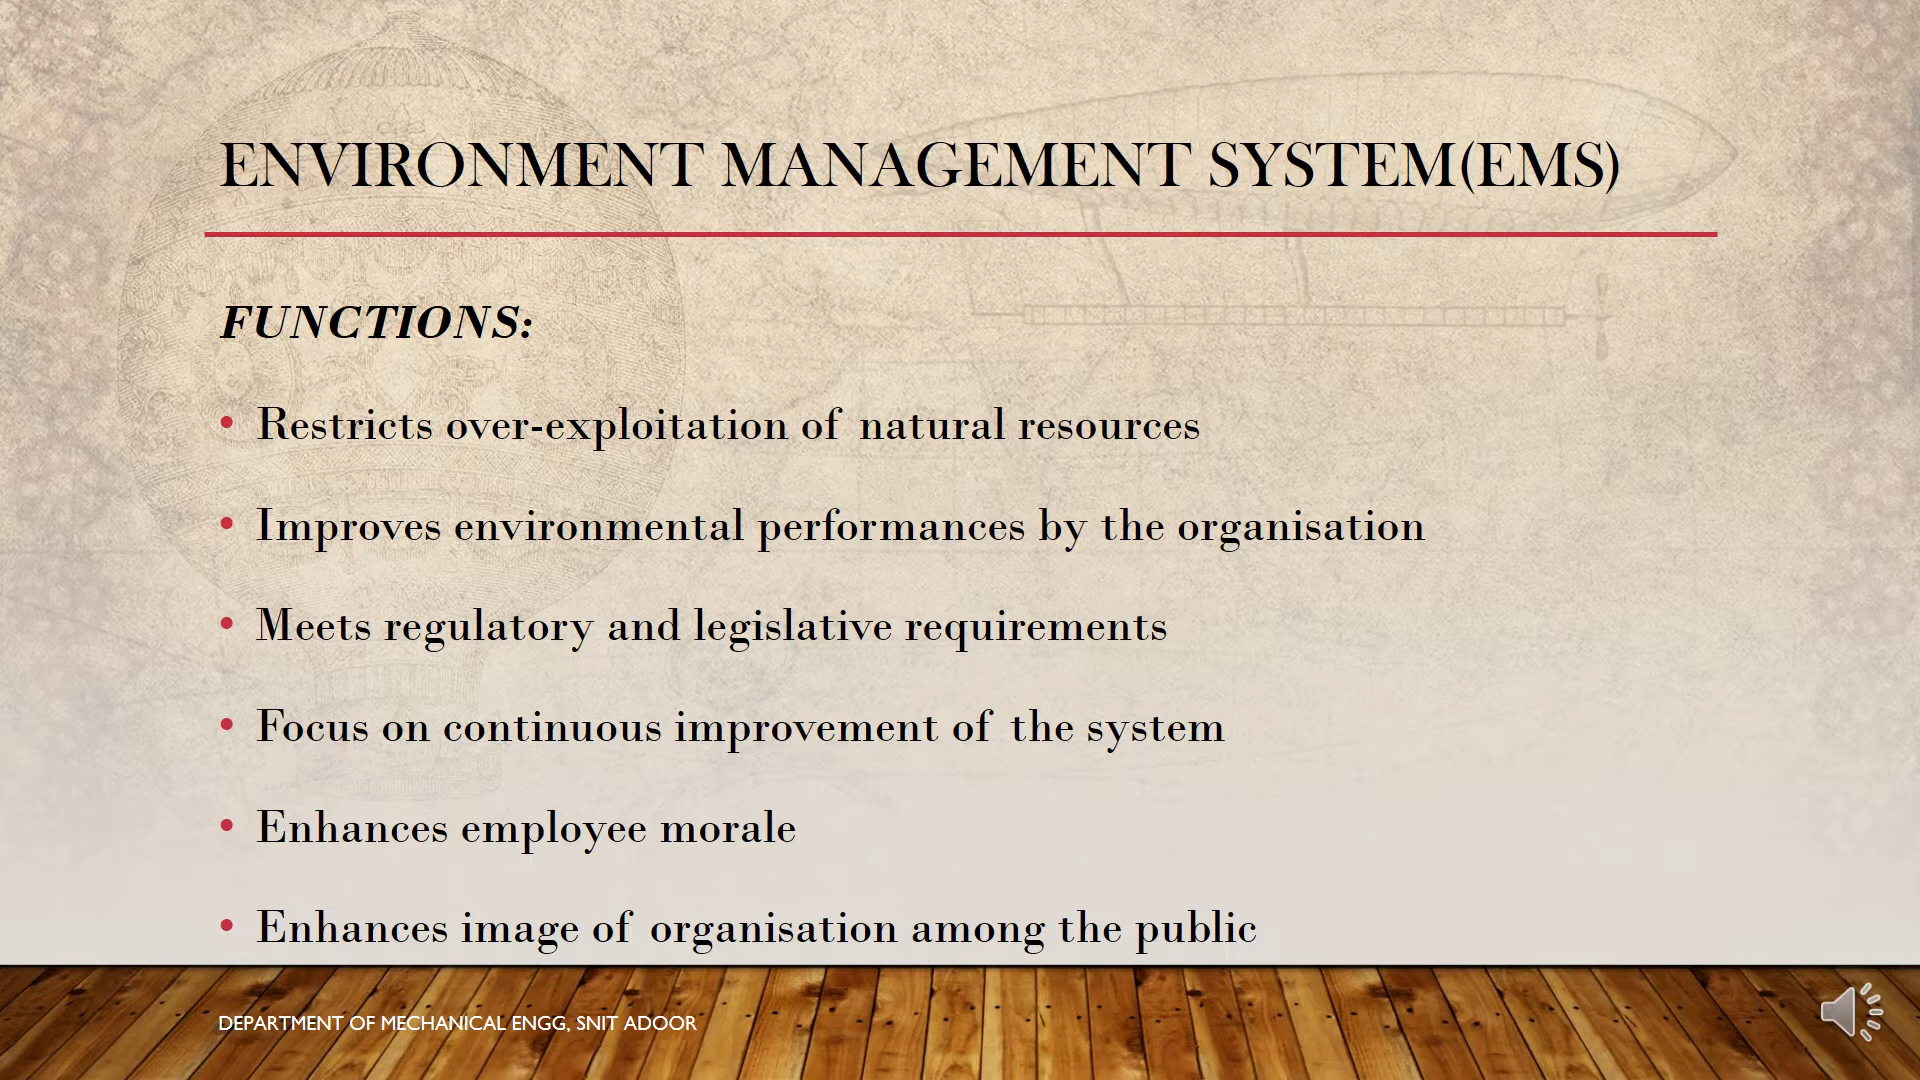 ENVIRONMENT MANAGEMENT SYSTEM(EMS)
FUNCTIONS:
• Restricts over-exploitation of natural resources
• Improves environmental performances by the organisation
• Meets regulatory and legislative requirements
• Focus on continuous improvement of the system
• Enhances employee morale
• Enhances image of organisation among the public
DEPARTMENT OF MECHANICAL ENGG, SNIT ADOOR